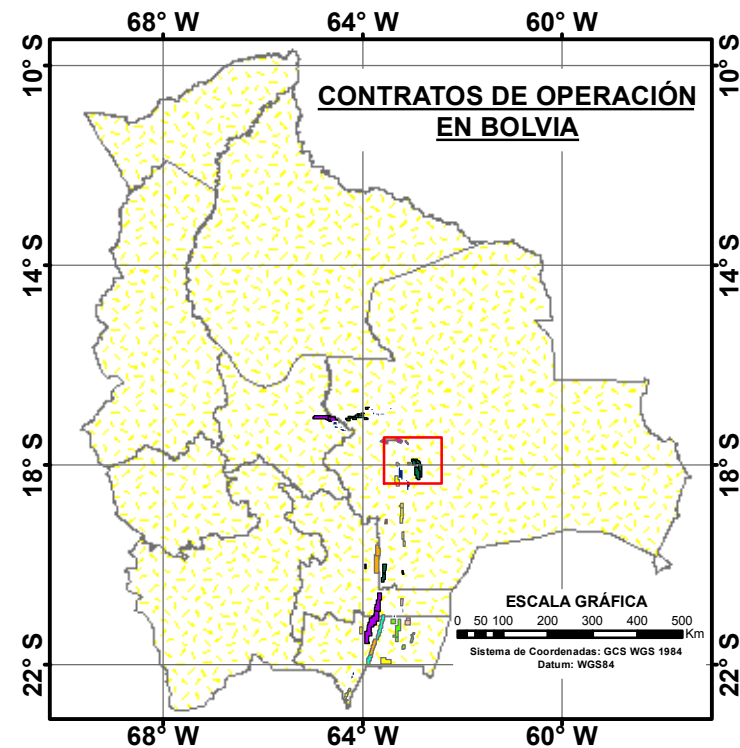 68° W 64° W 60° W
10° S 10° S
CONTRATOS DE OPERACIÓN
EN BOLVIA
14° S 14° S
18° S 18° S
ESCALA GRÁFICA
0 50 100 200 300 400 500
Km
Sistema de Coordenadas: GCS WGS 1984
Datum: WGS84
22° S 22° S
68° W 64° W 60° W